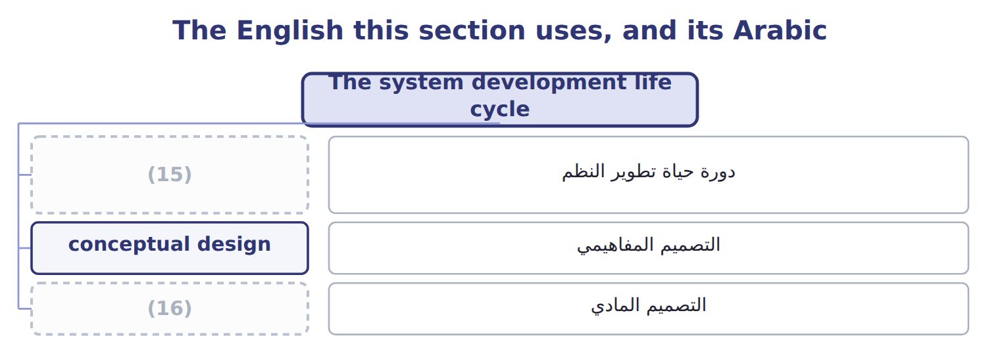 The English this section uses, and its Arabic
The system development life
cycle
(15)
دورة حياة تطوير النظم
conceptual design
التصميم المفاهيمي
(16)
التصميم المادي